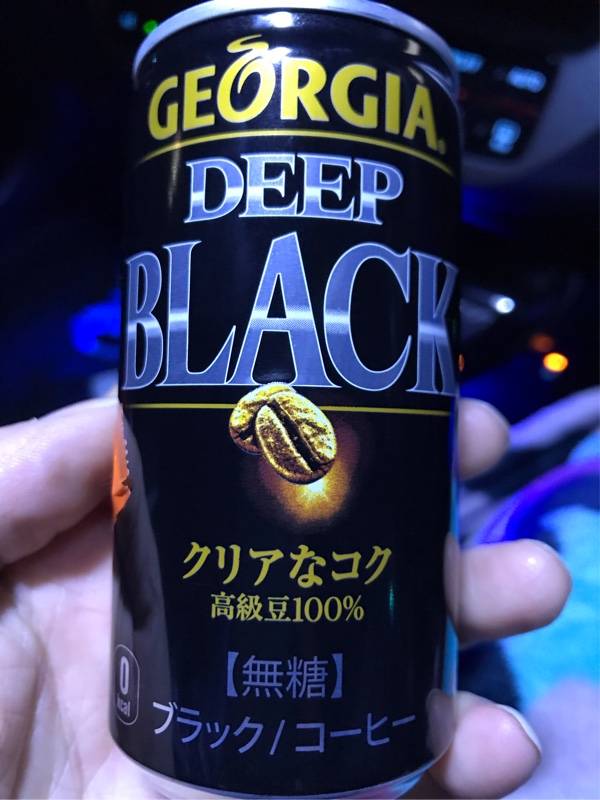 GEORGIA
DEEP
BLACK
クリアなコク
高級豆100%
【無糖】
0
kcal
ブラック/コーヒー